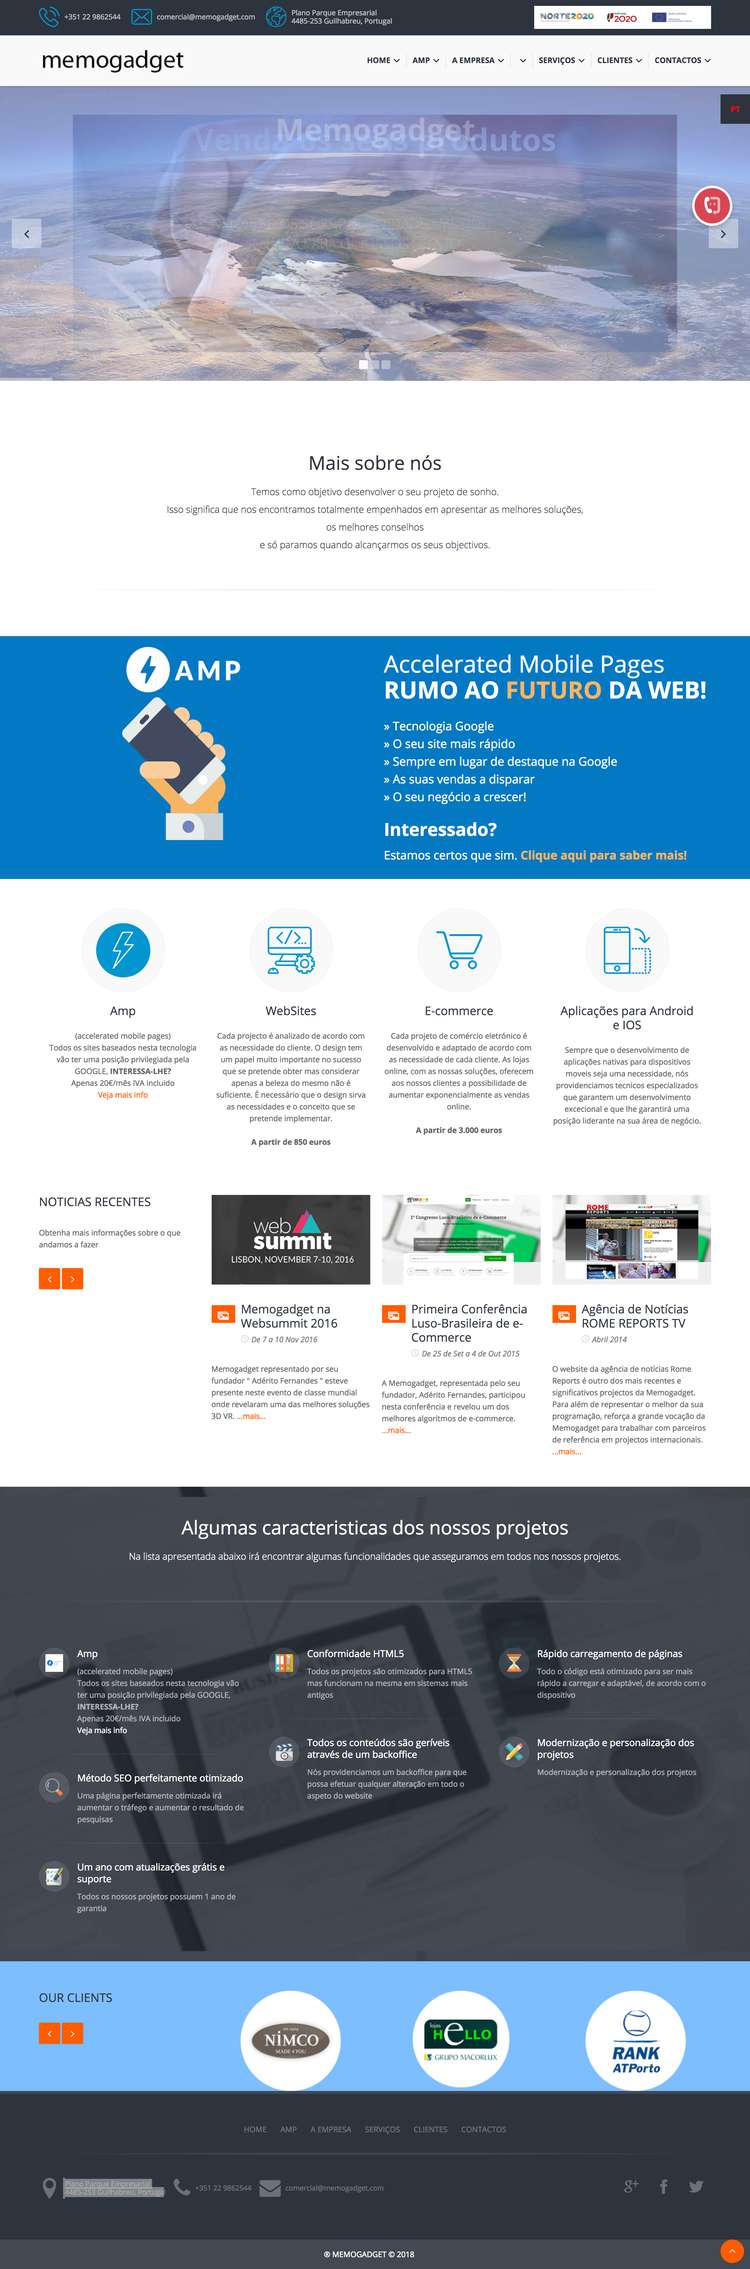 +351 22 9862544
comercial@memogadget.com
Plano Parque Empresarial
4485-253 Guilhabreu, Portugal
NORTE2020
2020
memogadget
HOME
AMP
A EMPRESA
SERVIÇOS
CLIENTES
CONTACTOS
PT
Memogadget
Venda os seus produtos
Mais sobre nós
Temos como objetivo desenvolver o seu projeto de sonho.
Isso significa que nos encontramos totalmente empenhados em apresentar as melhores soluções,
os melhores conselhos
e só paramos quando alcançarmos os seus objectivos.
AMP
Accelerated Mobile Pages
RUMO AO FUTURO DA WEB!
» Tecnologia Google
» O seu site mais rápido
» Sempre em lugar de destaque na Google
» As suas vendas a disparar
» O seu negócio a crescer!
Interessado?
Estamos certos que sim. Clique aqui para saber mais!
Amp
(accelerated mobile pages)
Todos os sites baseados nesta tecnologia
vão ter uma posição privilegiada pela
GOOGLE, INTERESSA-LHE?
Apenas 20€/mês IVA incluido
Veja mais info
WebSites
Cada projecto é analizado de acordo com
as necessidade do cliente. O design tem
um papel muito importante no sucesso
que se pretende obter mas considerar
apenas a beleza do mesmo não é
suficiente. É necessário que o design sirva
as necessidades e o conceito que se
pretende implementar.
A partir de 850 euros
E-commerce
Cada projeto de comércio eletrónico é
desenvolvido e adaptado de acordo com
as necessidade de cada cliente. As lojas
online, com as nossas soluções, oferecem
aos nossos clientes a possibilidade de
aumentar exponencialmente as vendas
online.
A partir de 3.000 euros
Aplicações para Android
e IOS
Sempre que o desenvolvimento de
aplicações nativas para dispositivos
moveis seja uma necessidade, nós
providenciamos tecnicos especializados
que garantem um desenvolvimento
excecional e que lhe garantirá uma
posição liderante na sua área de negócio.
NOTICIAS RECENTES
Obtenha mais informações sobre o que
andamos a fazer
web
summit
LISBON, NOVEMBER 7-10, 2016
Memogadget na
Websummit 2016
De 7 a 10 Nov 2016
Memogadget representado por seu
fundador " Adérito Fernandes " esteve
presente neste evento de classe mundial
onde revelaram uma das melhores soluções
3D VR. ...mais...
1º Congresso Luso-Brasileiro de e-Commerce
Primeira Conferência
Luso-Brasileira de e-
Commerce
De 25 de Set a 4 de Out 2015
A Memogadget, representada pelo seu
fundador, Adérito Fernandes, participou
nesta conferência e revelou um dos
melhores algoritmos de e-commerce.
...mais...
ROME
REPORTS
Agência de Notícias
ROME REPORTS TV
Abril 2014
O website da agência de notícias Rome
Reports é outro dos mais recentes e
significativos projectos da Memogadget.
Para além de representar o melhor da sua
programação, reforça a grande vocação da
Memogadget para trabalhar com parceiros
de referência em projectos internacionais.
...mais...
Algumas caracteristicas dos nossos projetos
Na lista apresentada abaixo irá encontrar algumas funcionalidades que asseguramos em todos nos nossos projetos.
Amp
(accelerated mobile pages)
Todos os sites baseados nesta tecnologia vão
ter uma posição privilegiada pela GOOGLE,
INTERESSA-LHE?
Apenas 20€/mês IVA incluido
Veja mais info
Método SEO perfeitamente otimizado
Uma página perfeitamente otimizada irá
aumentar o tráfego e aumentar o resultado de
pesquisas
Um ano com atualizações grátis e
suporte
Todos os nossos projetos possuem 1 ano de
garantia
Conformidade HTML5
Todos os projetos são otimizados para HTML5
mas funcionam na mesma em sistemas mais
antigos
Todos os conteúdos são geríveis
através de um backoffice
Nós providenciamos um backoffice para que
possa efetuar qualquer alteração em todo o
aspeto do website
Rápido carregamento de páginas
Todo o código está otimizado para ser mais
rápido a carregar e adaptável, de acordo com o
dispositivo
Modernização e personalização dos
projetos
Modernização e personalização dos projetos
OUR CLIENTS
NiMCO
MADE 4 YOU
lojas
HeLLO
GRUPO MACORLUX
RANK
ATPorto
HOME
AMP
A EMPRESA
SERVIÇOS
CLIENTES
CONTACTOS
Plano Parque Empresarial
4485-253 Guilhabreu, Portugal
+351 22 9862544
comercial@memogadget.com
® MEMOGADGET © 2018